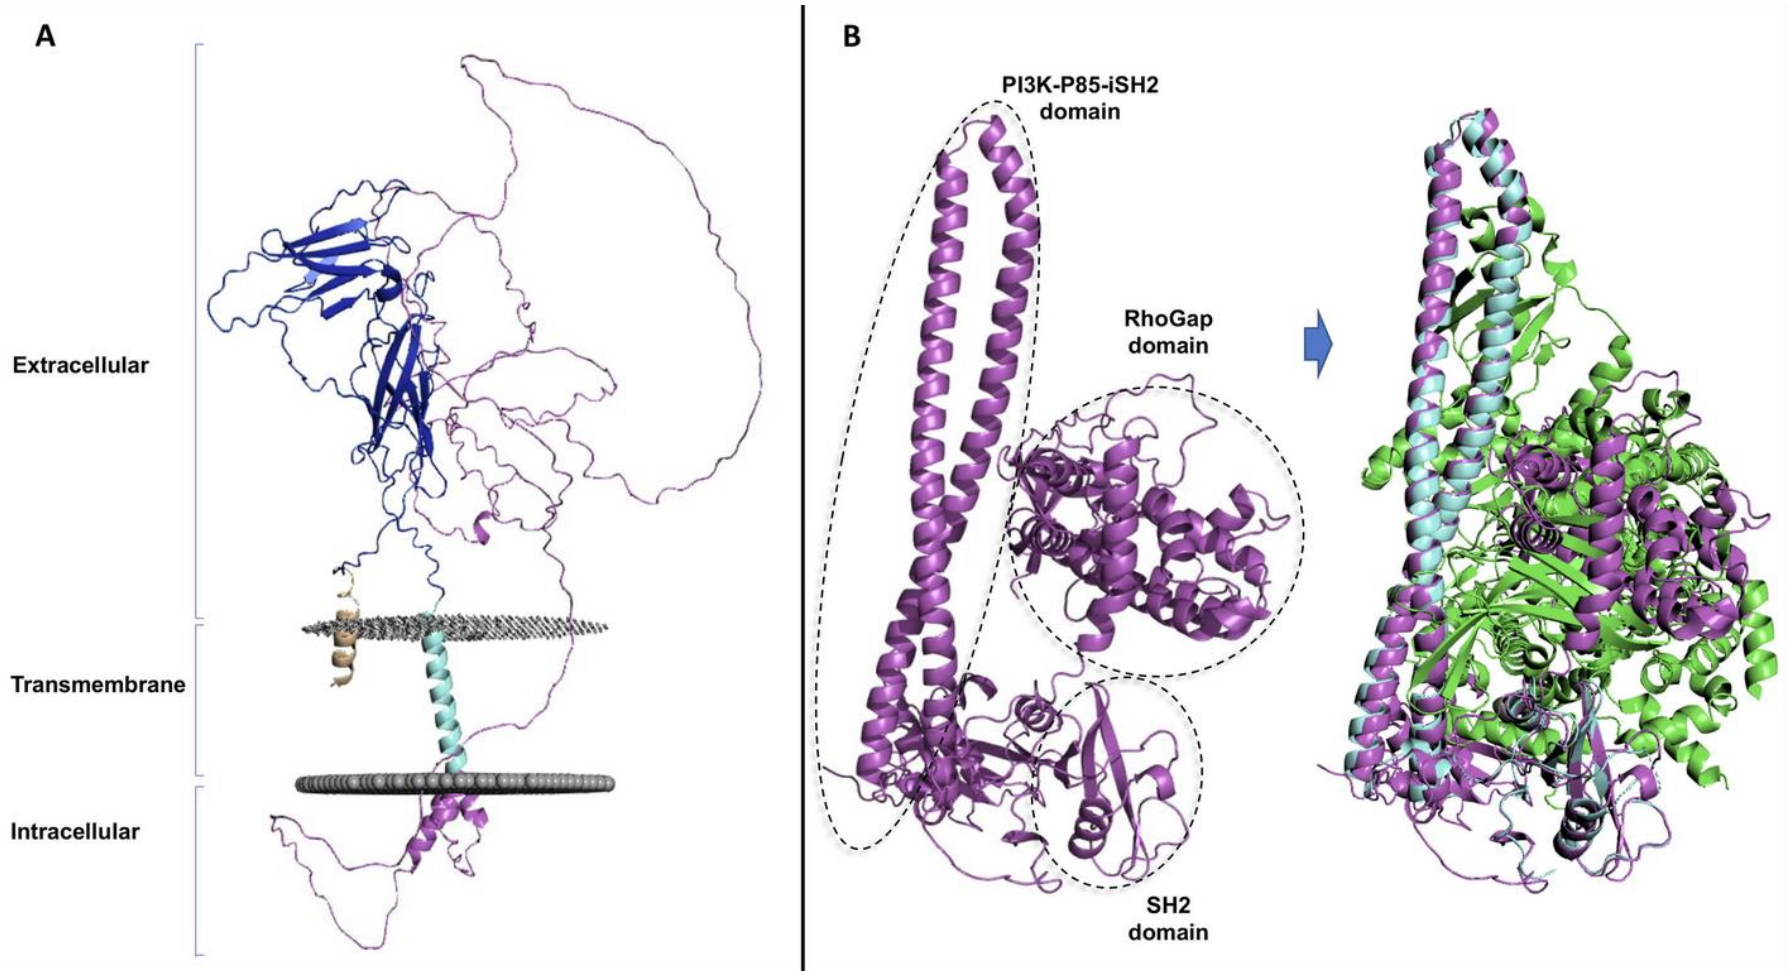 A
Extracellular
Transmembrane
Intracellular
B
PI3K-P85-iSH2
domain
RhoGap
domain
SH2
domain